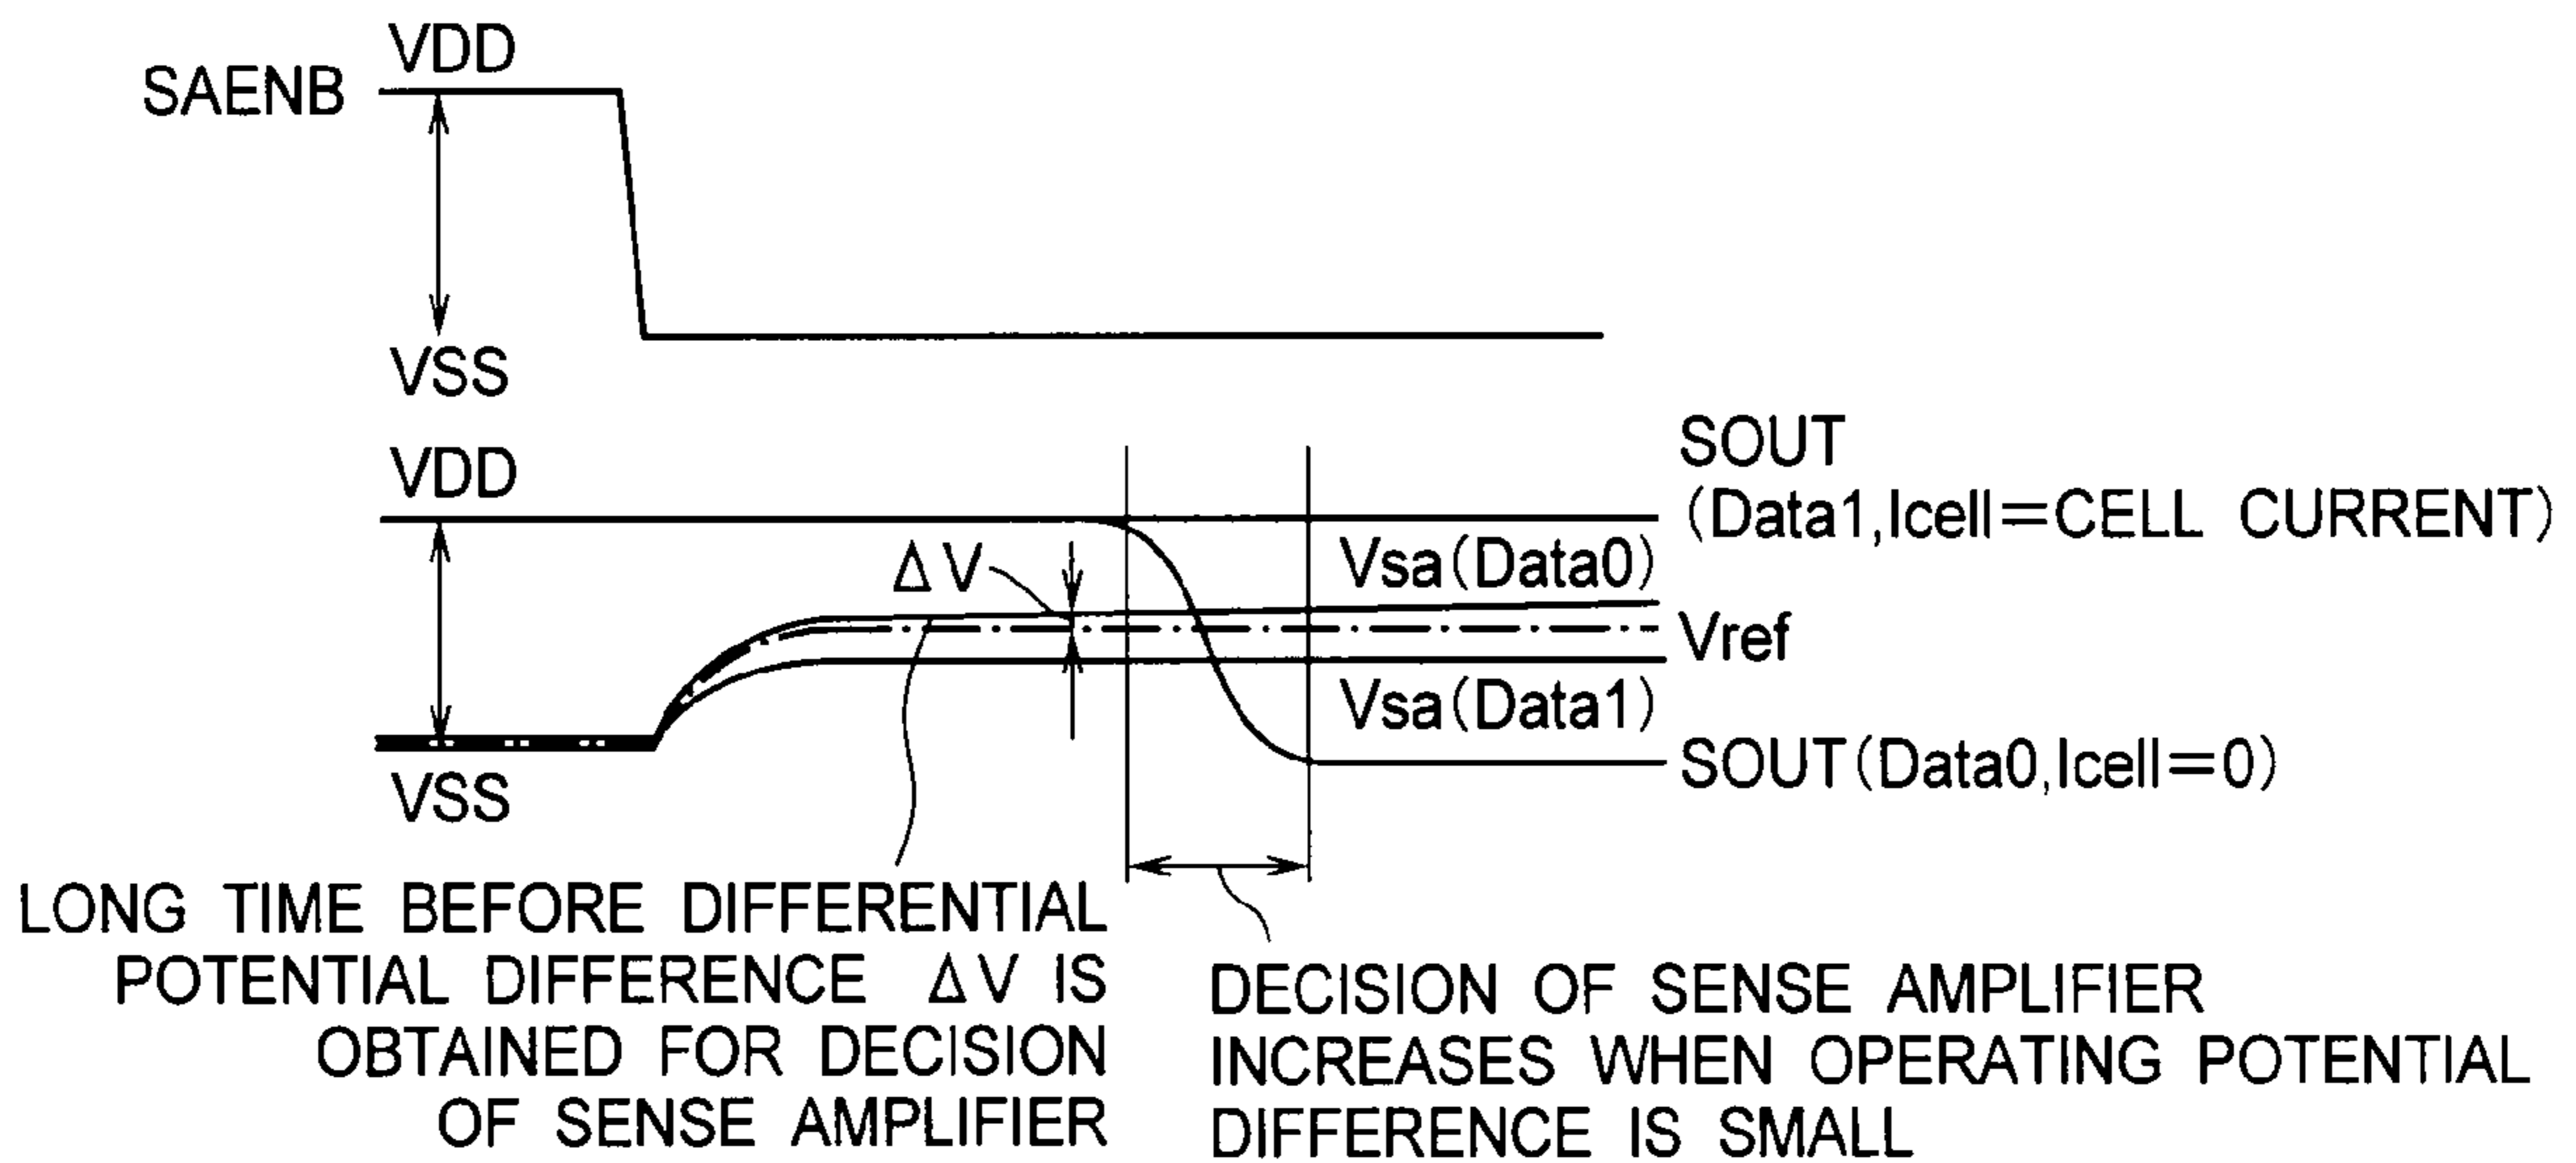 VDD
SAENB
VSS
SOUT
VDD
(Data1,Icell=CELL CURRENT)
ΔV
Vsa(Data0)
Vref
Vsa(Data1)
SOUT(Data0,Icell=0)
VSS
LONG TIME BEFORE DIFFERENTIAL
POTENTIAL DIFFERENCE ΔV IS
OBTAINED FOR DECISION
OF SENSE AMPLIFIER
DECISION OF SENSE AMPLIFIER
INCREASES WHEN OPERATING POTENTIAL
DIFFERENCE IS SMALL